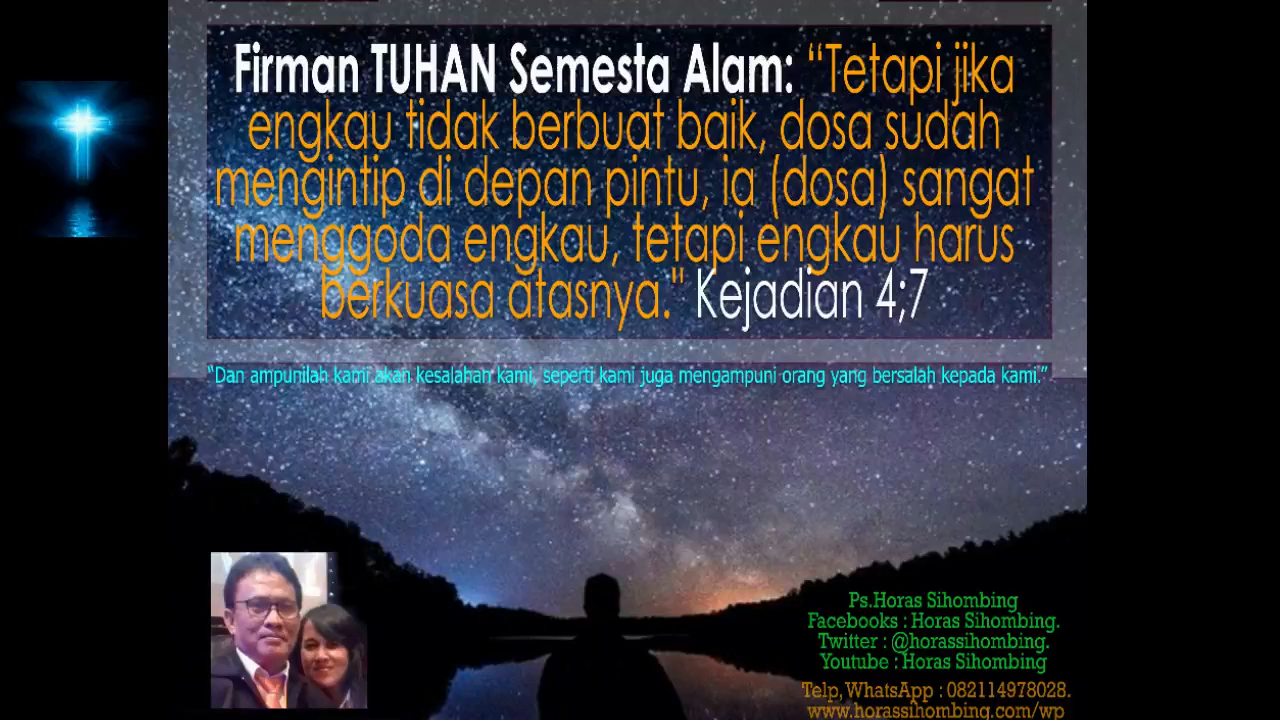 Firman TUHAN Semesta Alam: “Tetapi jika
engkau tidak berbuat baik, dosa sudah
mengintip di depan pintu, ia (dosa) sangat
menggoda engkau, tetapi engkau harus
berkuasa atasnya." Kejadian 4;7
“Dan ampunilah kami akan kesalahan kami, seperti kami juga mengampuni orang yang bersalah kepada kami.”
Ps.Horas Sihombing
Facebooks : Horas Sihombing.
Twitter : @horassihombing.
Youtube : Horas Sihombing
Telp,WhatsApp : 082114978028.
www.horassihombing.com/wp